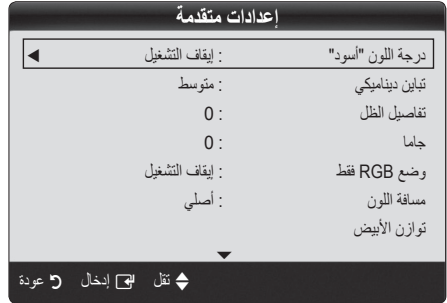 إعدادات متقدمة
درجة اللون "أسود" : إيقاف التشغيل
تباين ديناميكي : متوسط
تفاصيل الظل : 0
جاما : 0
وضع RGB فقط : إيقاف التشغيل
مسافة اللون : أصلي
توازن الأبيض
نقل إدخال عودة